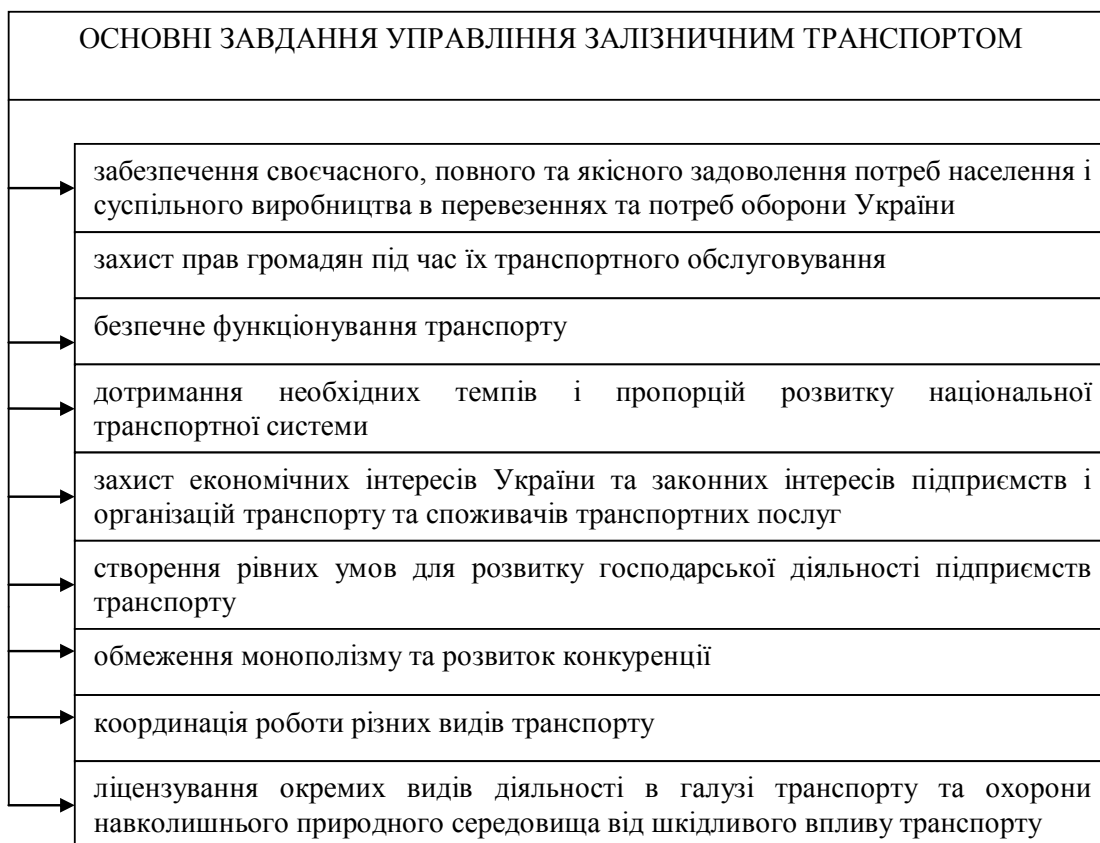 ОСНОВНІ ЗАВДАННЯ УПРАВЛІННЯ ЗАЛІЗНИЧНИМ ТРАНСПОРТОМ
забезпечення своєчасного, повного та якісного задоволення потреб населення і
суспільного виробництва в перевезеннях та потреб оборони України
захист прав громадян під час їх транспортного обслуговування
безпечне функціонування транспорту
дотримання необхідних темпів і пропорцій розвитку національної
транспортної системи
захист економічних інтересів України та законних інтересів підприємств і
організацій транспорту та споживачів транспортних послуг
створення рівних умов для розвитку господарської діяльності підприємств
транспорту
обмеження монополізму та розвиток конкуренції
координація роботи різних видів транспорту
ліцензування окремих видів діяльності в галузі транспорту та охорони
навколишнього природного середовища від шкідливого впливу транспорту